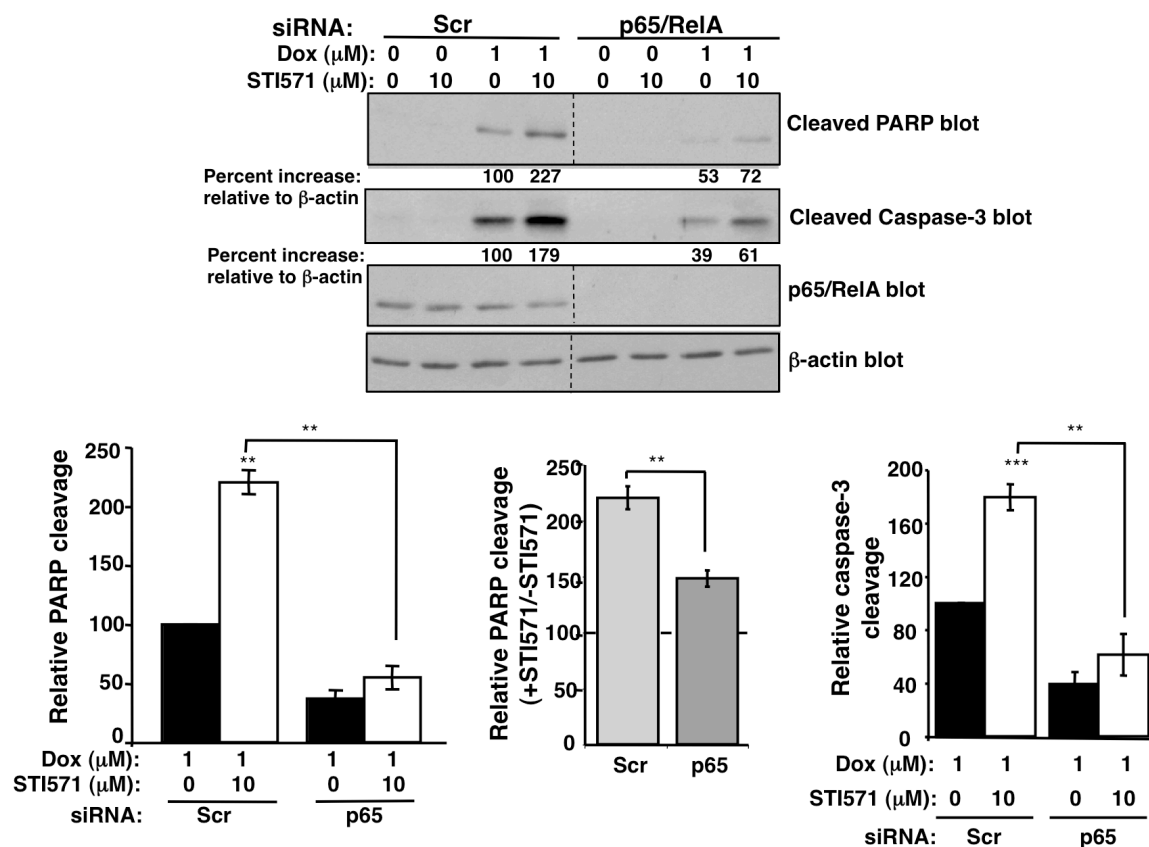 siRNA: Scr p65/RelA
Dox (μM): 0 0 1 1 0 0 1 1
STI571 (μM): 0 10 0 10 0 10 0 10
Cleaved PARP blot
Percent increase: 100 227 53 72
relative to β-actin
Cleaved Caspase-3 blot
Percent increase: 100 179 39 61
relative to β-actin
p65/RelA blot
β-actin blot
Relative PARP cleavage
250
200
150
100
50
0
**
**
Dox (μM): 1 1 1 1
STI571 (μM): 0 10 0 10
siRNA: Scr p65
Relative PARP cleavage
(+STI571/-STI571)
250
200
150
100
50
0
**
Scr p65
Relative caspase-3
cleavage
200
160
120
80
40
0
**
***
Dox (μM): 1 1 1 1
STI571 (μM): 0 10 0 10
siRNA: Scr p65